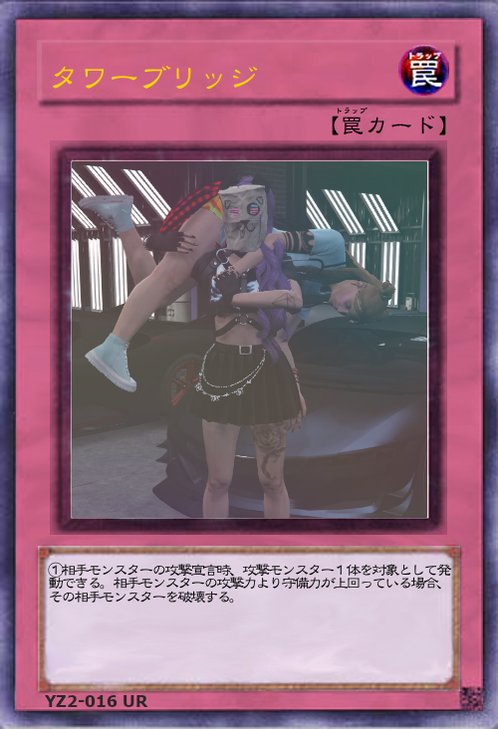 タワーブリッジ
トラップ
罠
トラップ
【罠カード】
①相手モンスターの攻撃宣言時、攻撃モンスター１体を対象として発
動できる。相手モンスターの攻撃力より守備力が上回っている場合、
その相手モンスターを破壊する。
YZ2-016 UR